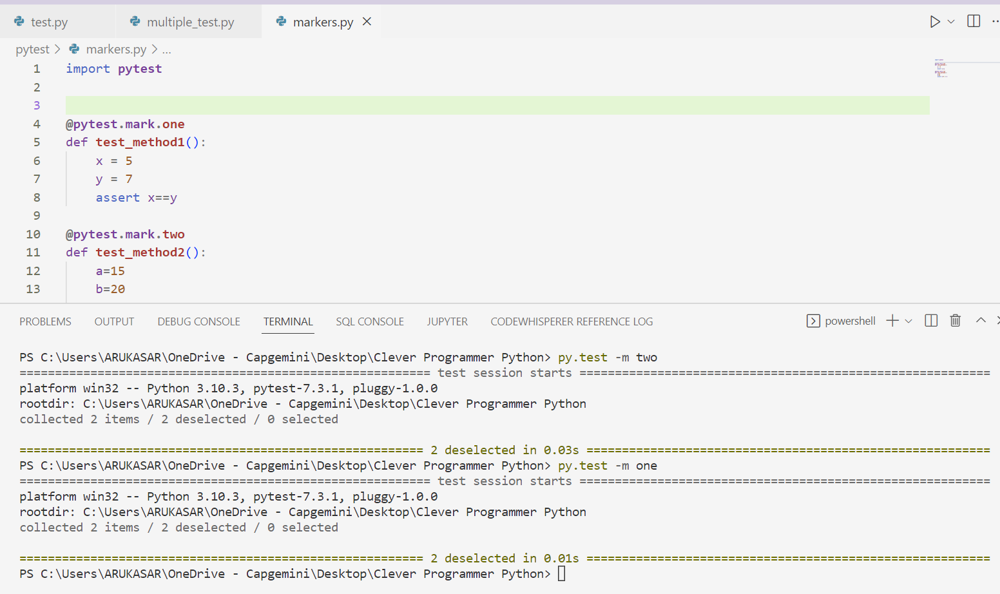 test.py multiple_test.py markers.py
pytest > markers.py > ...
1 import pytest
2
3
4 @pytest.mark.one
5 def test_method1():
6 x = 5
7 y = 7
8 assert x==y
9
10 @pytest.mark.two
11 def test_method2():
12 a=15
13 b=20
PROBLEMS OUTPUT DEBUG CONSOLE TERMINAL SQL CONSOLE JUPYTER CODEWHISPERER REFERENCE LOG powershell
PS C:\Users\ARUKASAR\OneDrive - Capgemini\Desktop\Clever Programmer Python> py.test -m two
========================================================== test session starts ==========================================================
platform win32 -- Python 3.10.3, pytest-7.3.1, pluggy-1.0.0
rootdir: C:\Users\ARUKASAR\OneDrive - Capgemini\Desktop\Clever Programmer Python
collected 2 items / 2 deselected / 0 selected
========================================================= 2 deselected in 0.03s =========================================================
PS C:\Users\ARUKASAR\OneDrive - Capgemini\Desktop\Clever Programmer Python> py.test -m one
========================================================== test session starts ==========================================================
platform win32 -- Python 3.10.3, pytest-7.3.1, pluggy-1.0.0
rootdir: C:\Users\ARUKASAR\OneDrive - Capgemini\Desktop\Clever Programmer Python
collected 2 items / 2 deselected / 0 selected
========================================================= 2 deselected in 0.01s =========================================================
PS C:\Users\ARUKASAR\OneDrive - Capgemini\Desktop\Clever Programmer Python>